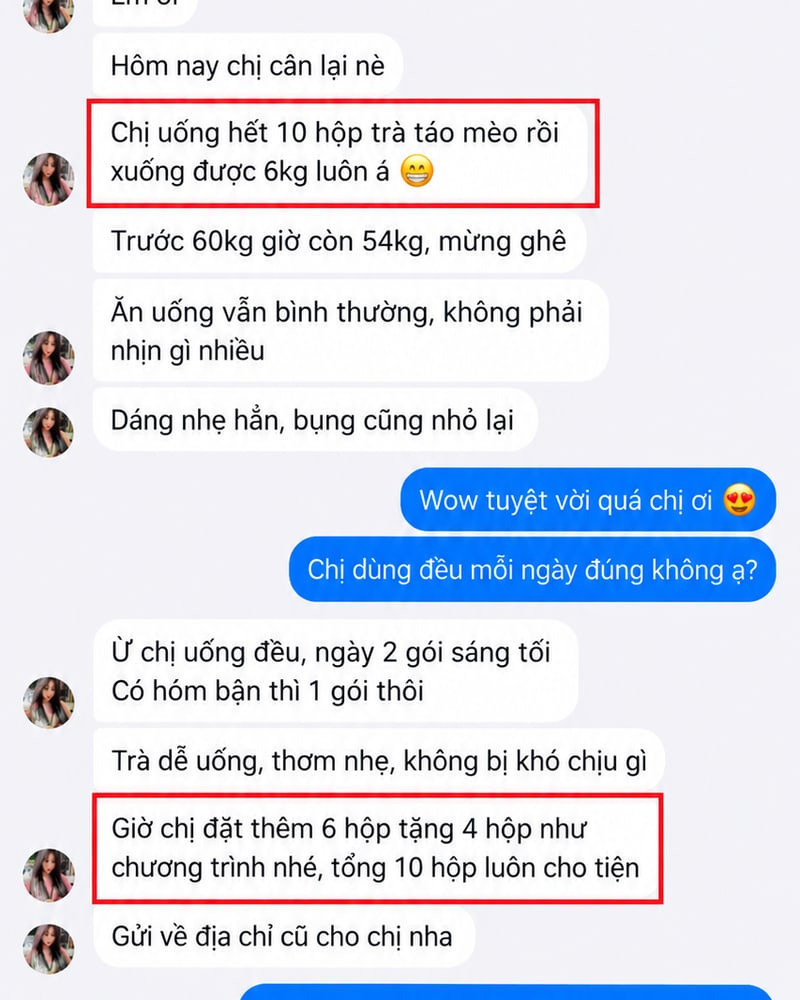 Hôm nay chị cân lại nè
Chị uống hết 10 hộp trà táo mèo rồi
xuống được 6kg luôn á 😁
Trước 60kg giờ còn 54kg, mừng ghê
Ăn uống vẫn bình thường, không phải
nhịn gì nhiều
Dáng nhẹ hẳn, bụng cũng nhỏ lại
Wow tuyệt vời quá chị ơi 😍
Chị dùng đều mỗi ngày đúng không ạ?
Ừ chị uống đều, ngày 2 gói sáng tối
Có hóm bận thì 1 gói thôi
Trà dễ uống, thơm nhẹ, không bị khó chịu gì
Giờ chị đặt thêm 6 hộp tặng 4 hộp như
chương trình nhé, tổng 10 hộp luôn cho tiện
Gửi về địa chỉ cũ cho chị nha